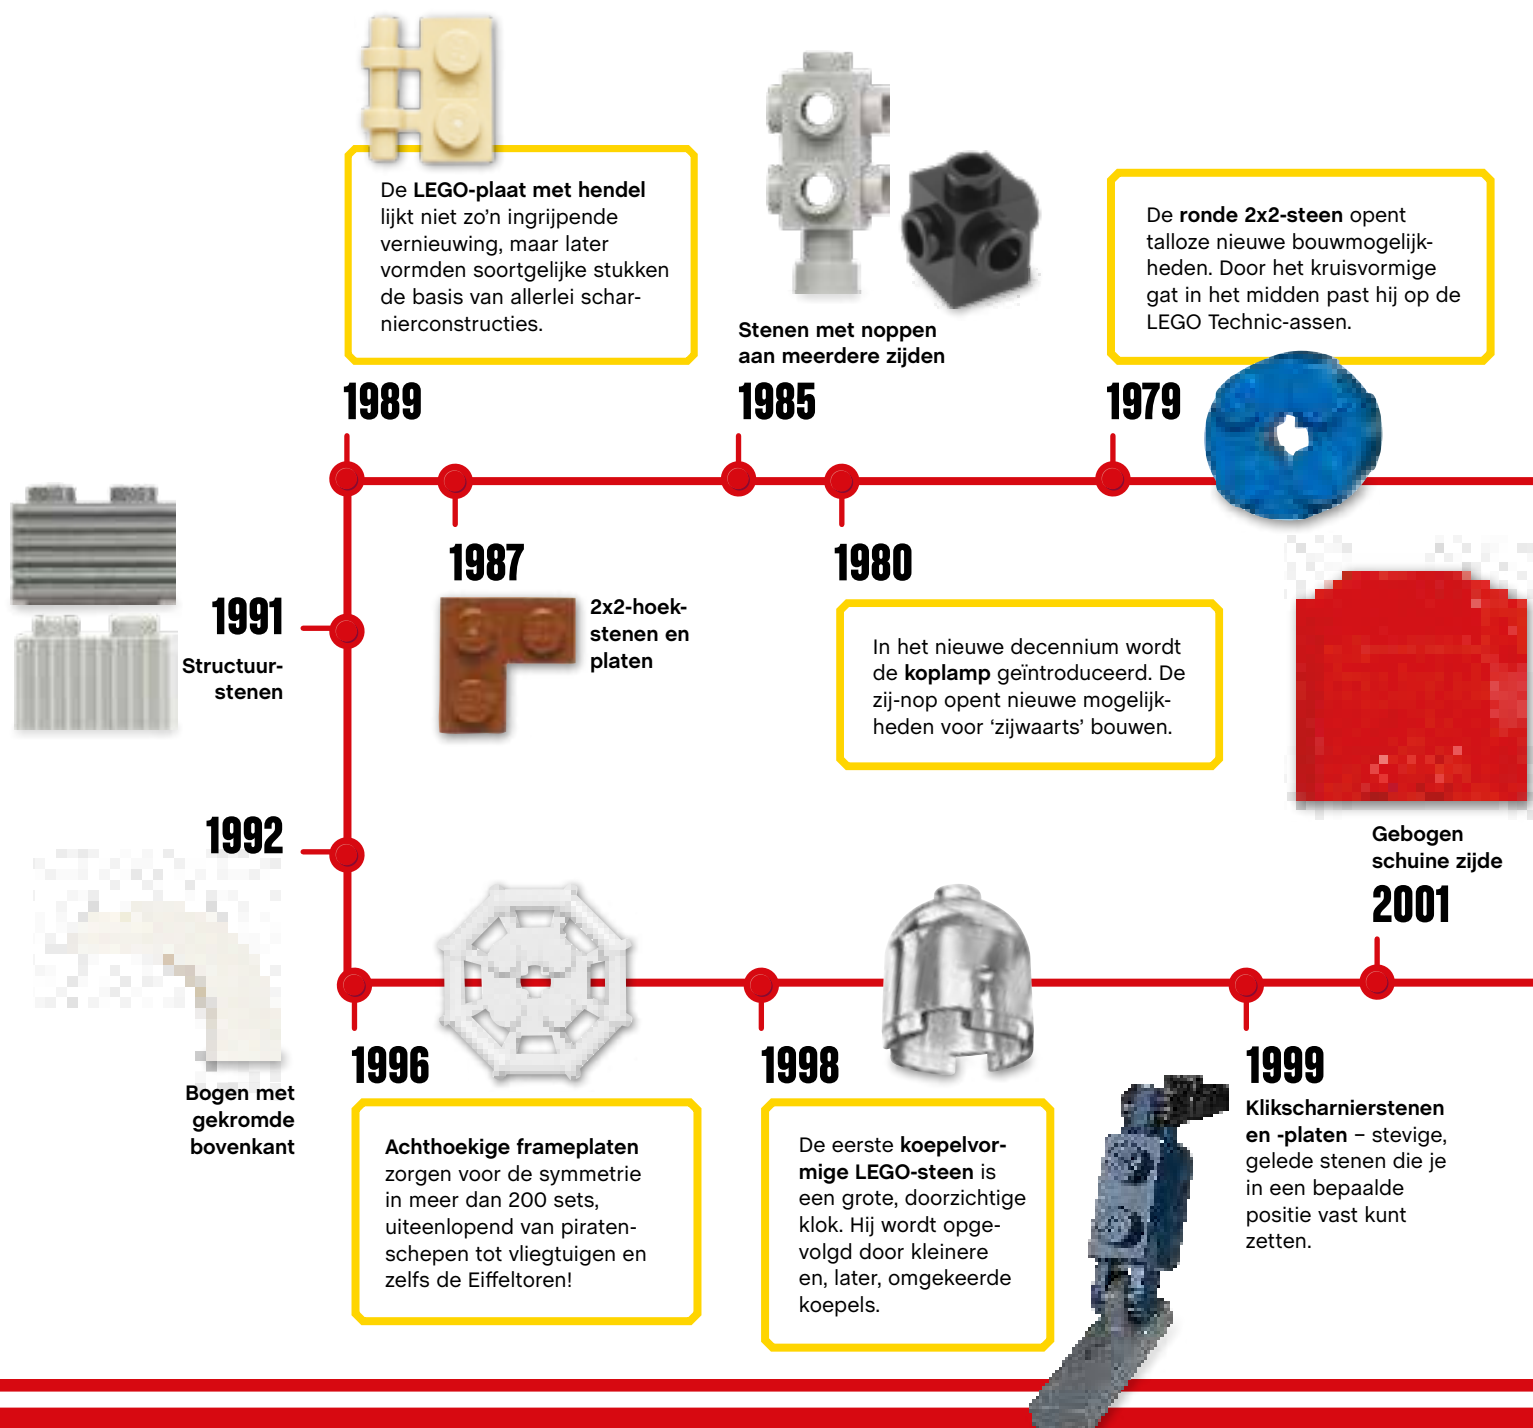 De LEGO-plaat met hendel
lijkt niet zo’n ingrijpende
vernieuwing, maar later
vormden soortgelijke stukken
de basis van allerlei schar-
nierconstructies.
1989
Stenen met noppen
aan meerdere zijden
1985
De ronde 2x2-steen opent
talloze nieuwe bouwmogelijk-
heden. Door het kruisvormige
gat in het midden past hij op de
LEGO Technic-assen.
1979
1987
2x2-hoek-
stenen en
platen
1980
In het nieuwe decennium wordt
de koplamp geïntroduceerd. De
zij-nop opent nieuwe mogelijk-
heden voor ‘zijwaarts’ bouwen.
1991
Structuur-
stenen
1992
Bogen met
gekromde
bovenkant
Gebogen
schuine zijde
2001
1996
Achthoekige frameplaten
zorgen voor de symmetrie
in meer dan 200 sets,
uiteenlopend van piraten-
schepen tot vliegtuigen en
zelfs de Eiffeltoren!
1998
De eerste koepelvor-
mige LEGO-steen is
een grote, doorzichtige
klok. Hij wordt opge-
volgd door kleinere
en, later, omgekeerde
koepels.
1999
Klikscharnierstenen
en -platen – stevige,
gelede stenen die je
in een bepaalde
positie vast kunt
zetten.